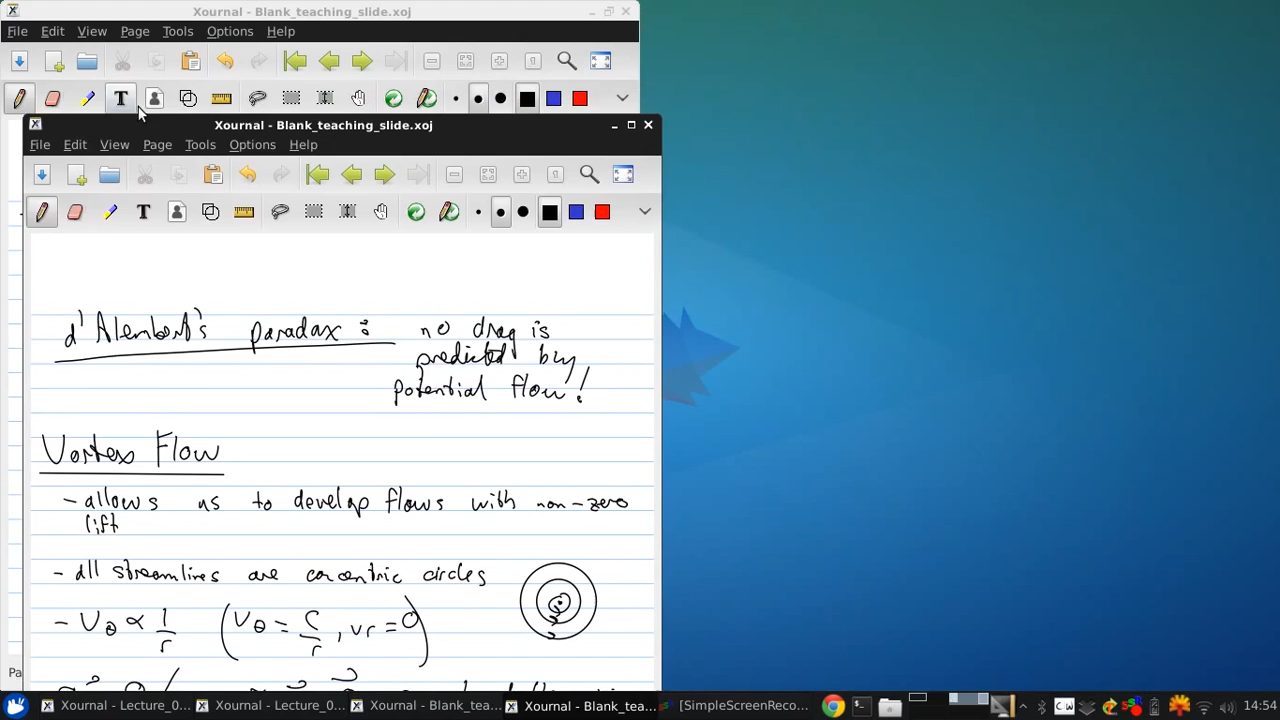 Xournal - Blank_teaching_slide.xoj
File Edit View Page Tools Options Help
T
Xournal - Blank_teaching_slide.xoj
File Edit View Page Tools Options Help
T
d'Alembert's paradox : no drag is
predicted by
potential flow!
Vortex Flow
- allows us to develop flows with non-zero
lift
- all streamlines are concentric circles
- Vθ ∝ 1/r (Vθ = C/r, vr = 0)
Pa
Xournal - Lecture_0... Xournal - Lecture_0... Xournal - Blank_tea... Xournal - Blank_tea... [SimpleScreenReco... 14:54